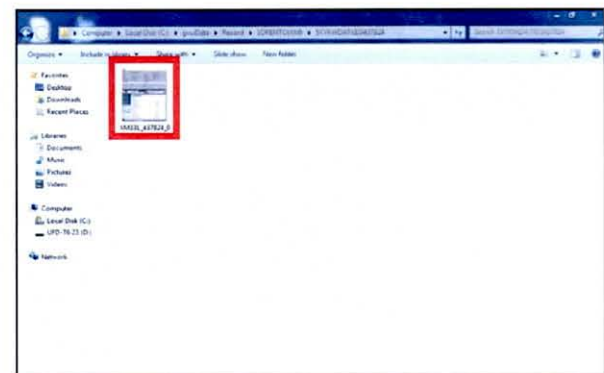 Computer ▸ Local Disk (C:) ▸
Organize ▾ Include in library ▾ Share with ▾ Slide show New folder
Favorites
Desktop
Downloads
Recent Places
Libraries
Documents
Music
Pictures
Videos
Computer
Local Disk (C:)
Network